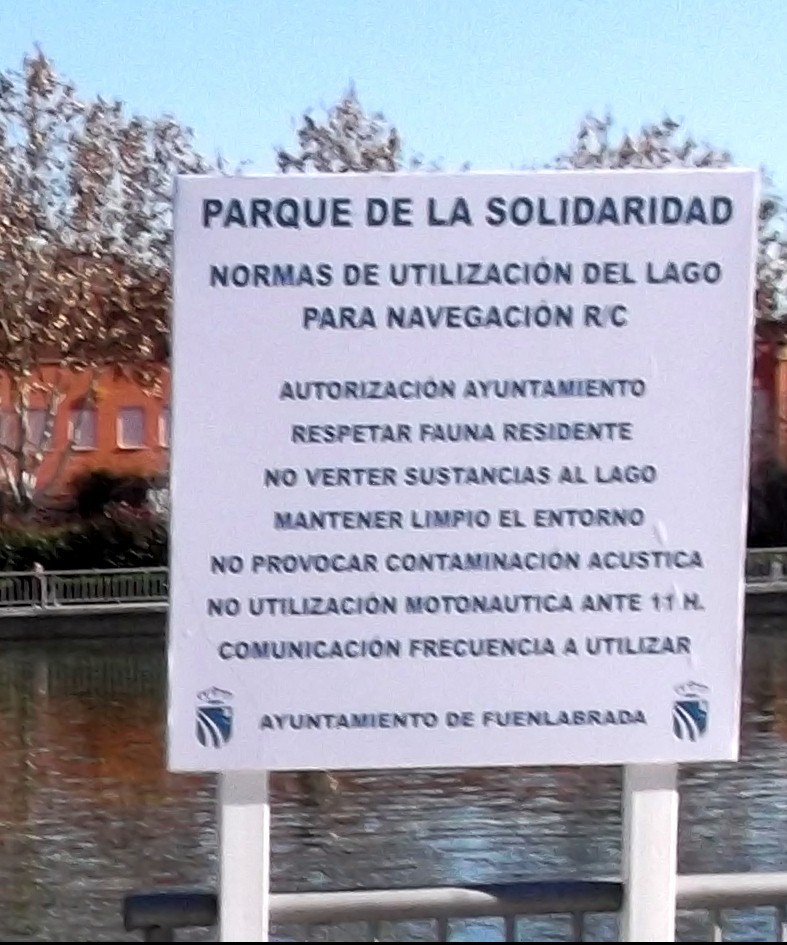 PARQUE DE LA SOLIDARIDAD
NORMAS DE UTILIZACIÓN DEL LAGO
PARA NAVEGACIÓN R/C
AUTORIZACIÓN AYUNTAMIENTO
RESPETAR FAUNA RESIDENTE
NO VERTER SUSTANCIAS AL LAGO
MANTENER LIMPIO EL ENTORNO
NO PROVOCAR CONTAMINACIÓN ACUSTICA
NO UTILIZACIÓN MOTONAUTICA ANTE 11 H.
COMUNICACIÓN FRECUENCIA A UTILIZAR
AYUNTAMIENTO DE FUENLABRADA